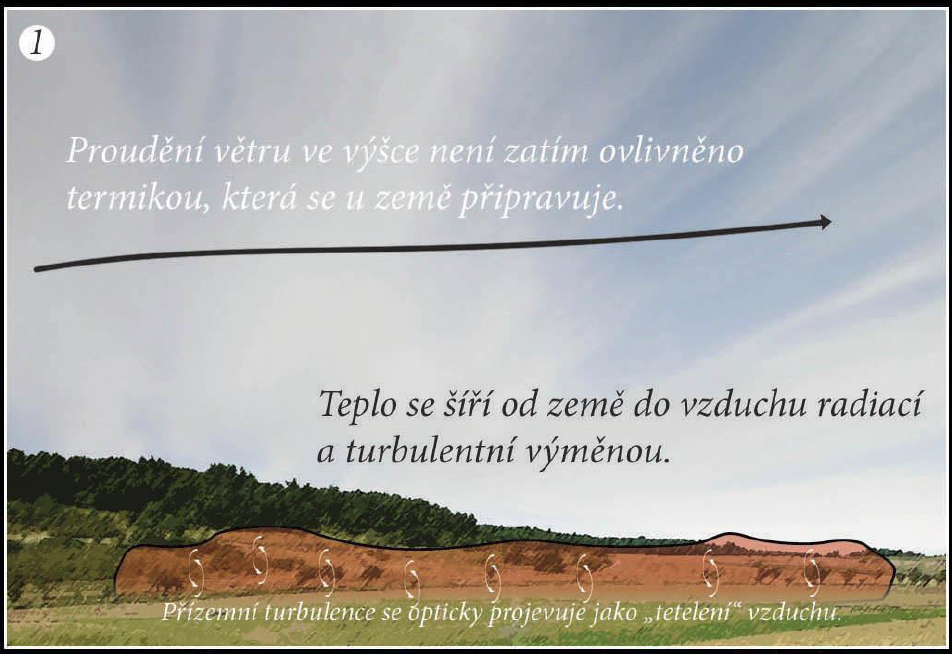 1
Proudění větru ve výšce není zatím ovlivněno
termikou, která se u země připravuje.
Teplo se šíří od země do vzduchu radiací
a turbulentní výměnou.
Přízemní turbulence se opticky projevuje jako „tetelení“ vzduchu.